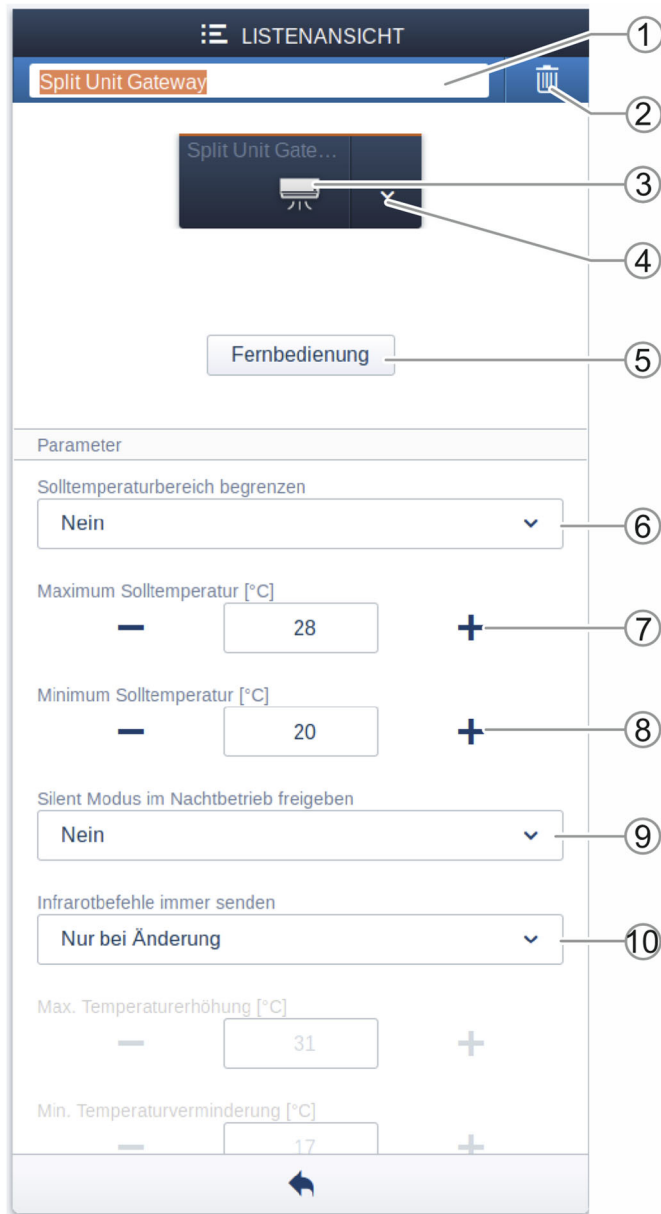 LISTENANSICHT
1
Split Unit Gateway
2
Split Unit Gate...
3
4
Fernbedienung
5
Parameter
Solltemperaturbereich begrenzen
Nein
6
Maximum Solltemperatur [°C]
28
7
Minimum Solltemperatur [°C]
20
8
Silent Modus im Nachtbetrieb freigeben
Nein
9
Infrarotbefehle immer senden
Nur bei Änderung
10
Max. Temperaturerhöhung [°C]
31
Min. Temperaturverminderung [°C]
17